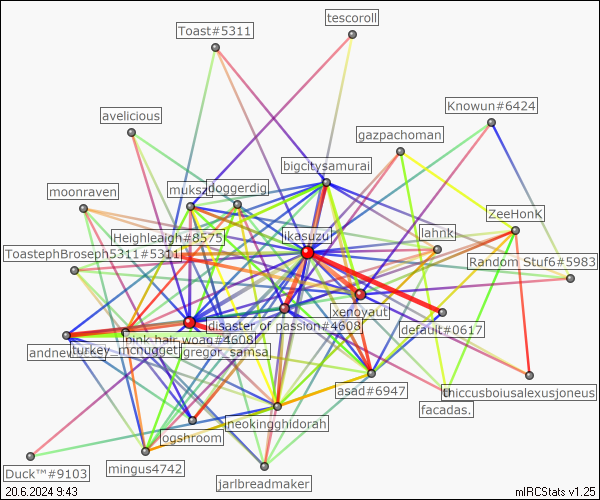 tescoroll
Toast#5311
Knowun#6424
avelicious
gazpachoman
bigcitysamurai
moonraven
muksz
doggerdig
ZeeHonK
lahnk
ikasuzu
Heighleaigh#8575
ToastephBroseph5311#5311
Random Stuf6#5983
xenoyaut
disaster of passion#4608
default#0617
pink hair woag#4608
andrew
turkey_mcnugget
gregor_samsa
asad#6947
thiccusboiusalexusjoneus
facadas.
neokingghidorah
ogshroom
mingus4742
Duck™#9103
jarlbreadmaker
20.6.2024 9:43
mIRCStats v1.25